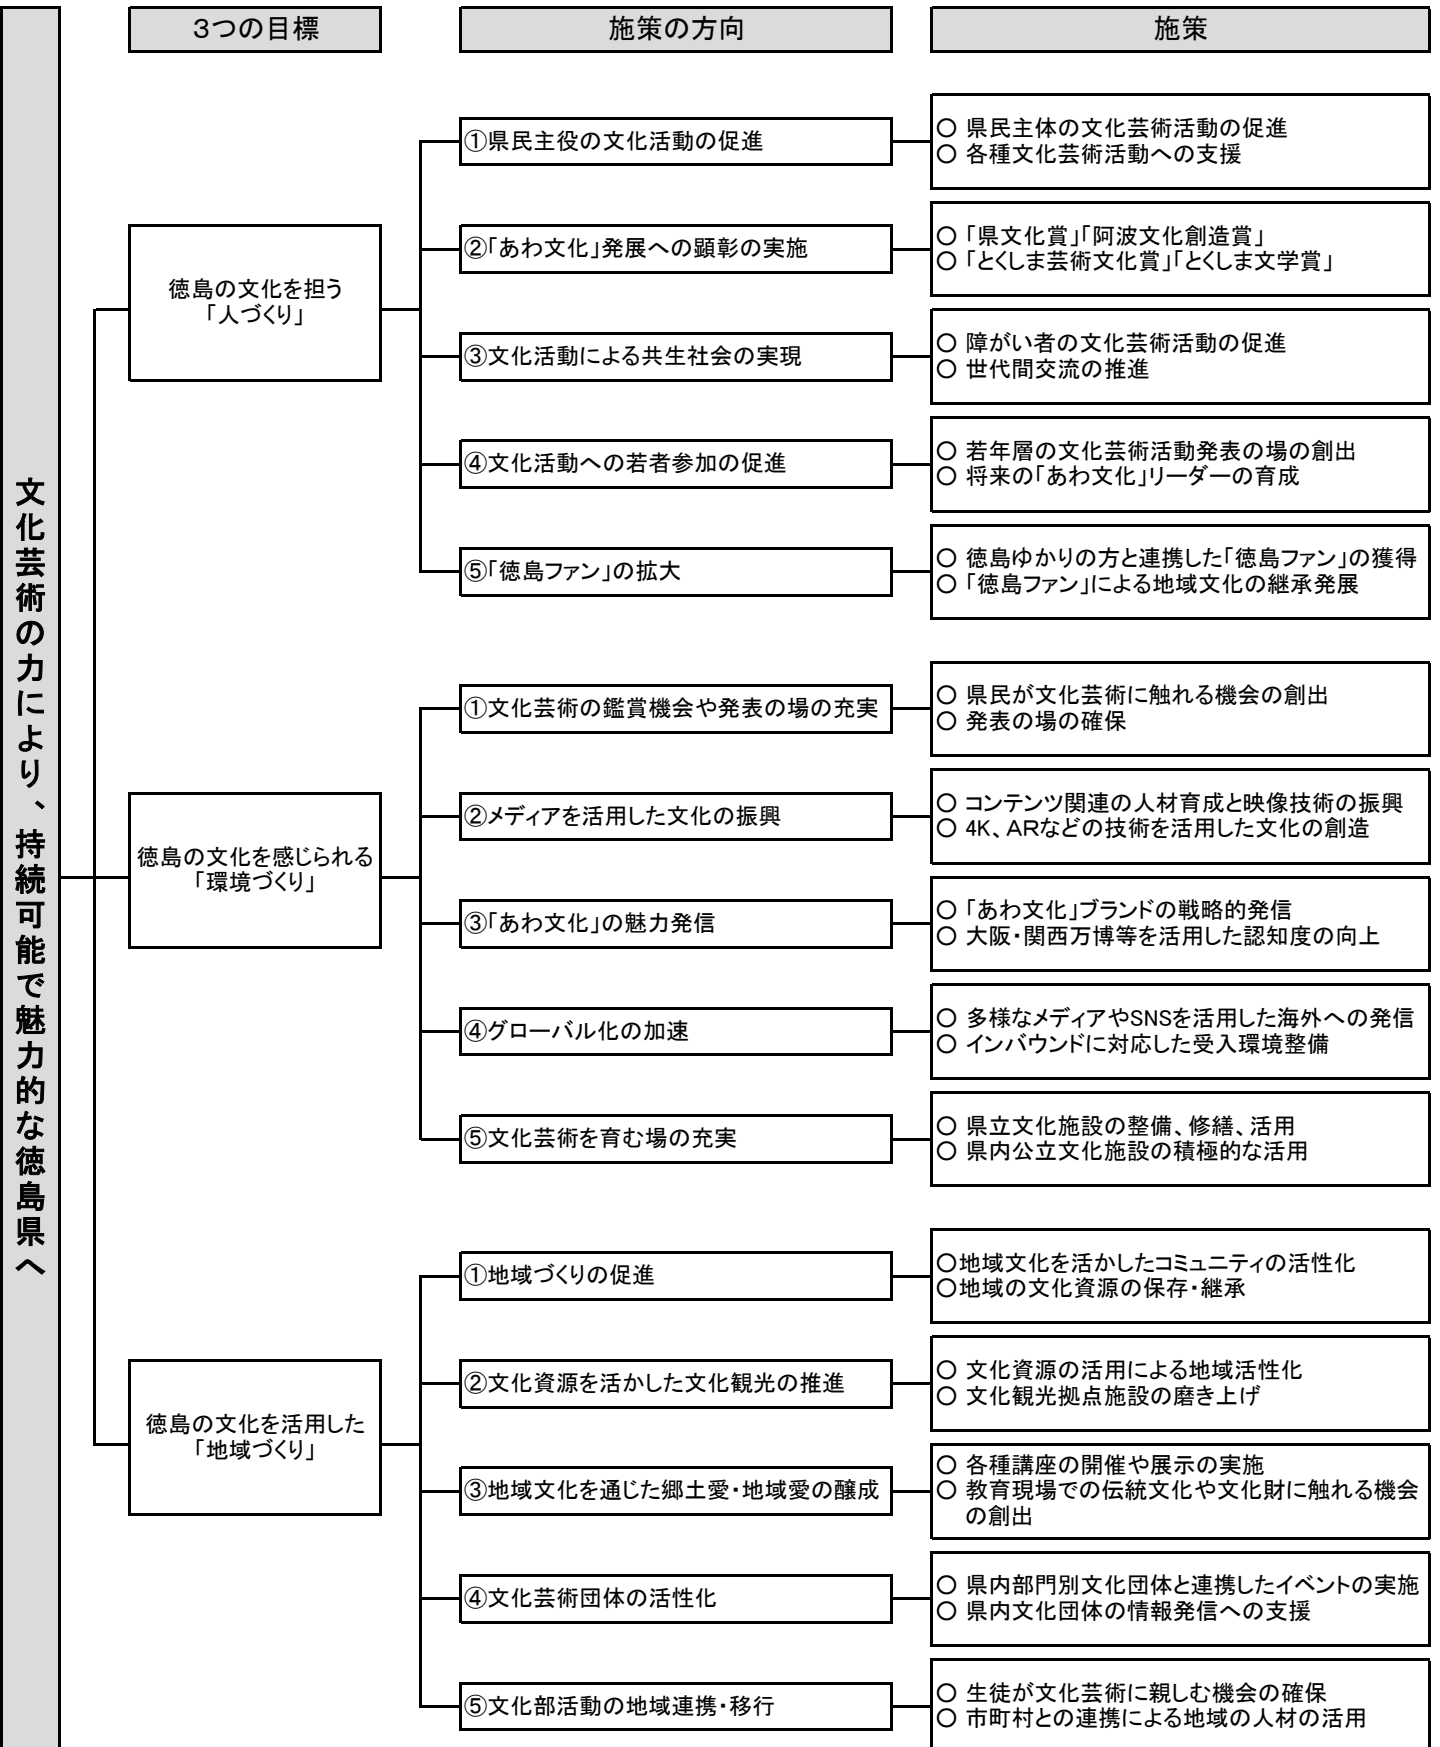 文化芸術の力により、持続可能で魅力的な徳島県へ
3つの目標
施策の方向
施策
徳島の文化を担う
「人づくり」
①県民主役の文化活動の促進
○ 県民主体の文化芸術活動の促進
○ 各種文化芸術活動への支援
②「あわ文化」発展への顕彰の実施
○「県文化賞」「阿波文化創造賞」
○「とくしま芸術文化賞」「とくしま文学賞」
③文化活動による共生社会の実現
○ 障がい者の文化芸術活動の促進
○ 世代間交流の推進
④文化活動への若者参加の促進
○ 若年層の文化芸術活動発表の場の創出
○ 将来の「あわ文化」リーダーの育成
⑤「徳島ファン」の拡大
○ 徳島ゆかりの方と連携した「徳島ファン」の獲得
○「徳島ファン」による地域文化の継承発展
徳島の文化を感じられる
「環境づくり」
①文化芸術の鑑賞機会や発表の場の充実
○ 県民が文化芸術に触れる機会の創出
○ 発表の場の確保
②メディアを活用した文化の振興
○ コンテンツ関連の人材育成と映像技術の振興
○ 4K、ARなどの技術を活用した文化の創造
③「あわ文化」の魅力発信
○「あわ文化」ブランドの戦略的発信
○ 大阪・関西万博等を活用した認知度の向上
④グローバル化の加速
○ 多様なメディアやSNSを活用した海外への発信
○ インバウンドに対応した受入環境整備
⑤文化芸術を育む場の充実
○ 県立文化施設の整備、修繕、活用
○ 県内公立文化施設の積極的な活用
徳島の文化を活用した
「地域づくり」
①地域づくりの促進
○地域文化を活かしたコミュニティの活性化
○地域の文化資源の保存・継承
②文化資源を活かした文化観光の推進
○ 文化資源の活用による地域活性化
○ 文化観光拠点施設の磨き上げ
③地域文化を通じた郷土愛・地域愛の醸成
○ 各種講座の開催や展示の実施
○ 教育現場での伝統文化や文化財に触れる機会
の創出
④文化芸術団体の活性化
○ 県内部門別文化団体と連携したイベントの実施
○ 県内文化団体の情報発信への支援
⑤文化部活動の地域連携・移行
○ 生徒が文化芸術に親しむ機会の確保
○ 市町村との連携による地域の人材の活用